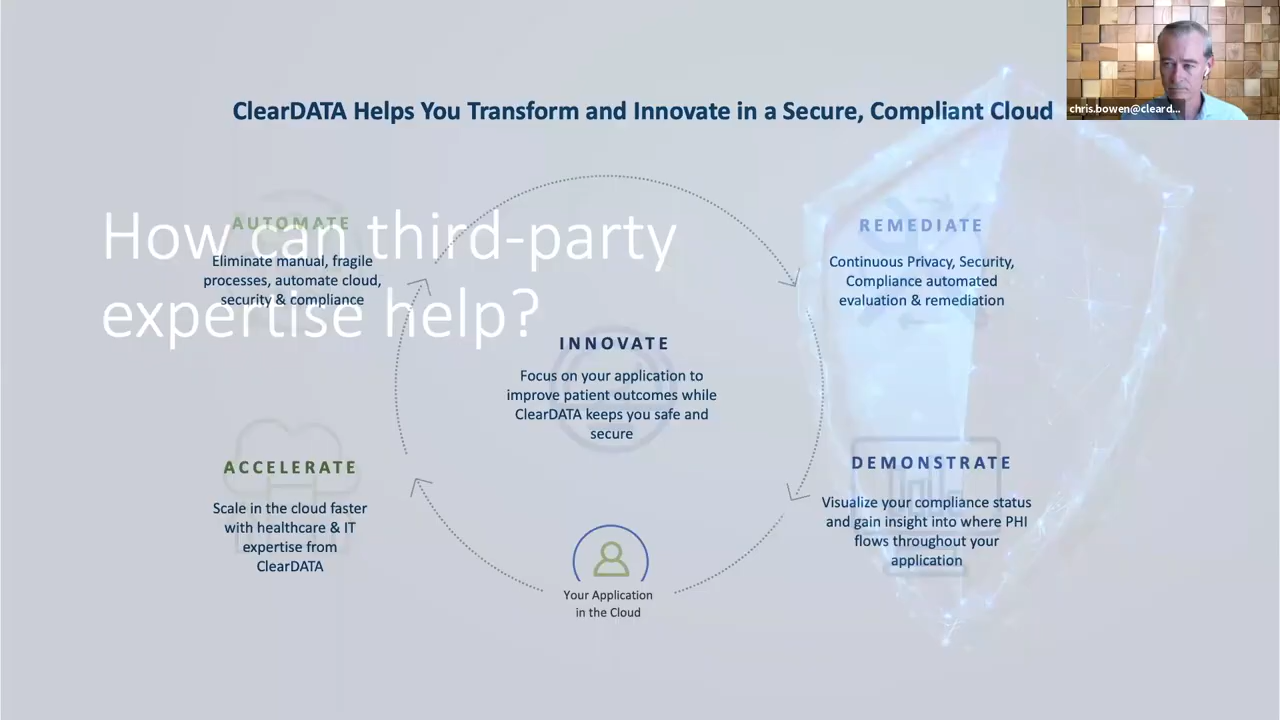 ClearDATA Helps You Transform and Innovate in a Secure, Compliant Cloud
chris.bowen@cleard...
How can third-party
expertise help?
AUTOMATE
Eliminate manual, fragile
processes, automate cloud,
security & compliance
REMEDIATE
Continuous Privacy, Security,
Compliance automated
evaluation & remediation
INNOVATE
Focus on your application to
improve patient outcomes while
ClearDATA keeps you safe and
secure
ACCELERATE
Scale in the cloud faster
with healthcare & IT
expertise from
ClearDATA
DEMONSTRATE
Visualize your compliance status
and gain insight into where PHI
flows throughout your
application
Your Application
in the Cloud